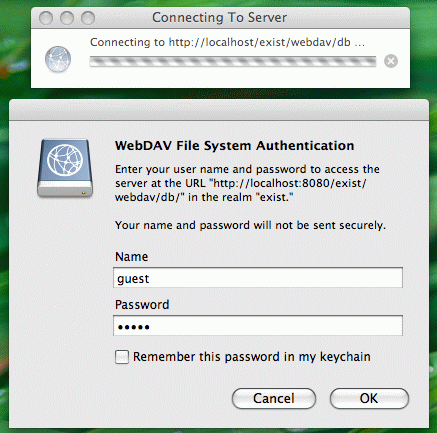 Connecting To Server
Connecting to http://localhost/exist/webdav/db ...
WebDAV File System Authentication
Enter your user name and password to access the
server at the URL "http://localhost:8080/exist/
webdav/db/" in the realm "exist."
Your name and password will not be sent securely.
Name
guest
Password
•••••
Remember this password in my keychain
Cancel
OK